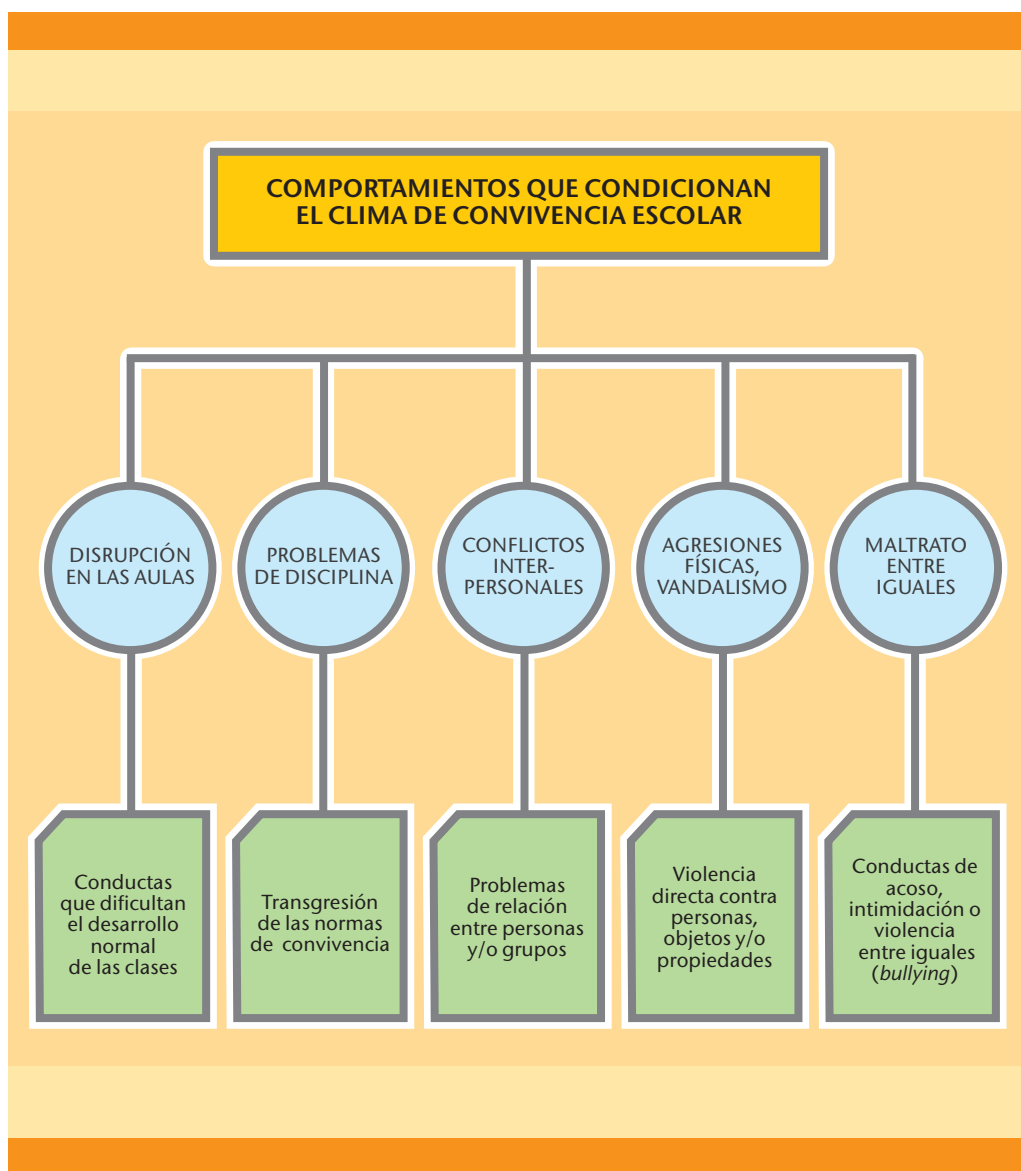 COMPORTAMIENTOS QUE CONDICIONAN
EL CLIMA DE CONVIVENCIA ESCOLAR
DISRUPCIÓN
EN LAS AULAS
PROBLEMAS
DE DISCIPLINA
CONFLICTOS
INTER-
PERSONALES
AGRESIONES
FÍSICAS,
VANDALISMO
MALTRATO
ENTRE
IGUALES
Conductas
que dificultan
el desarrollo
normal
de las clases
Transgresión
de las normas
de convivencia
Problemas
de relación
entre personas
y/o grupos
Violencia
directa contra
personas,
objetos y/o
propiedades
Conductas de
acoso,
intimidación o
violencia
entre iguales
(bullying)